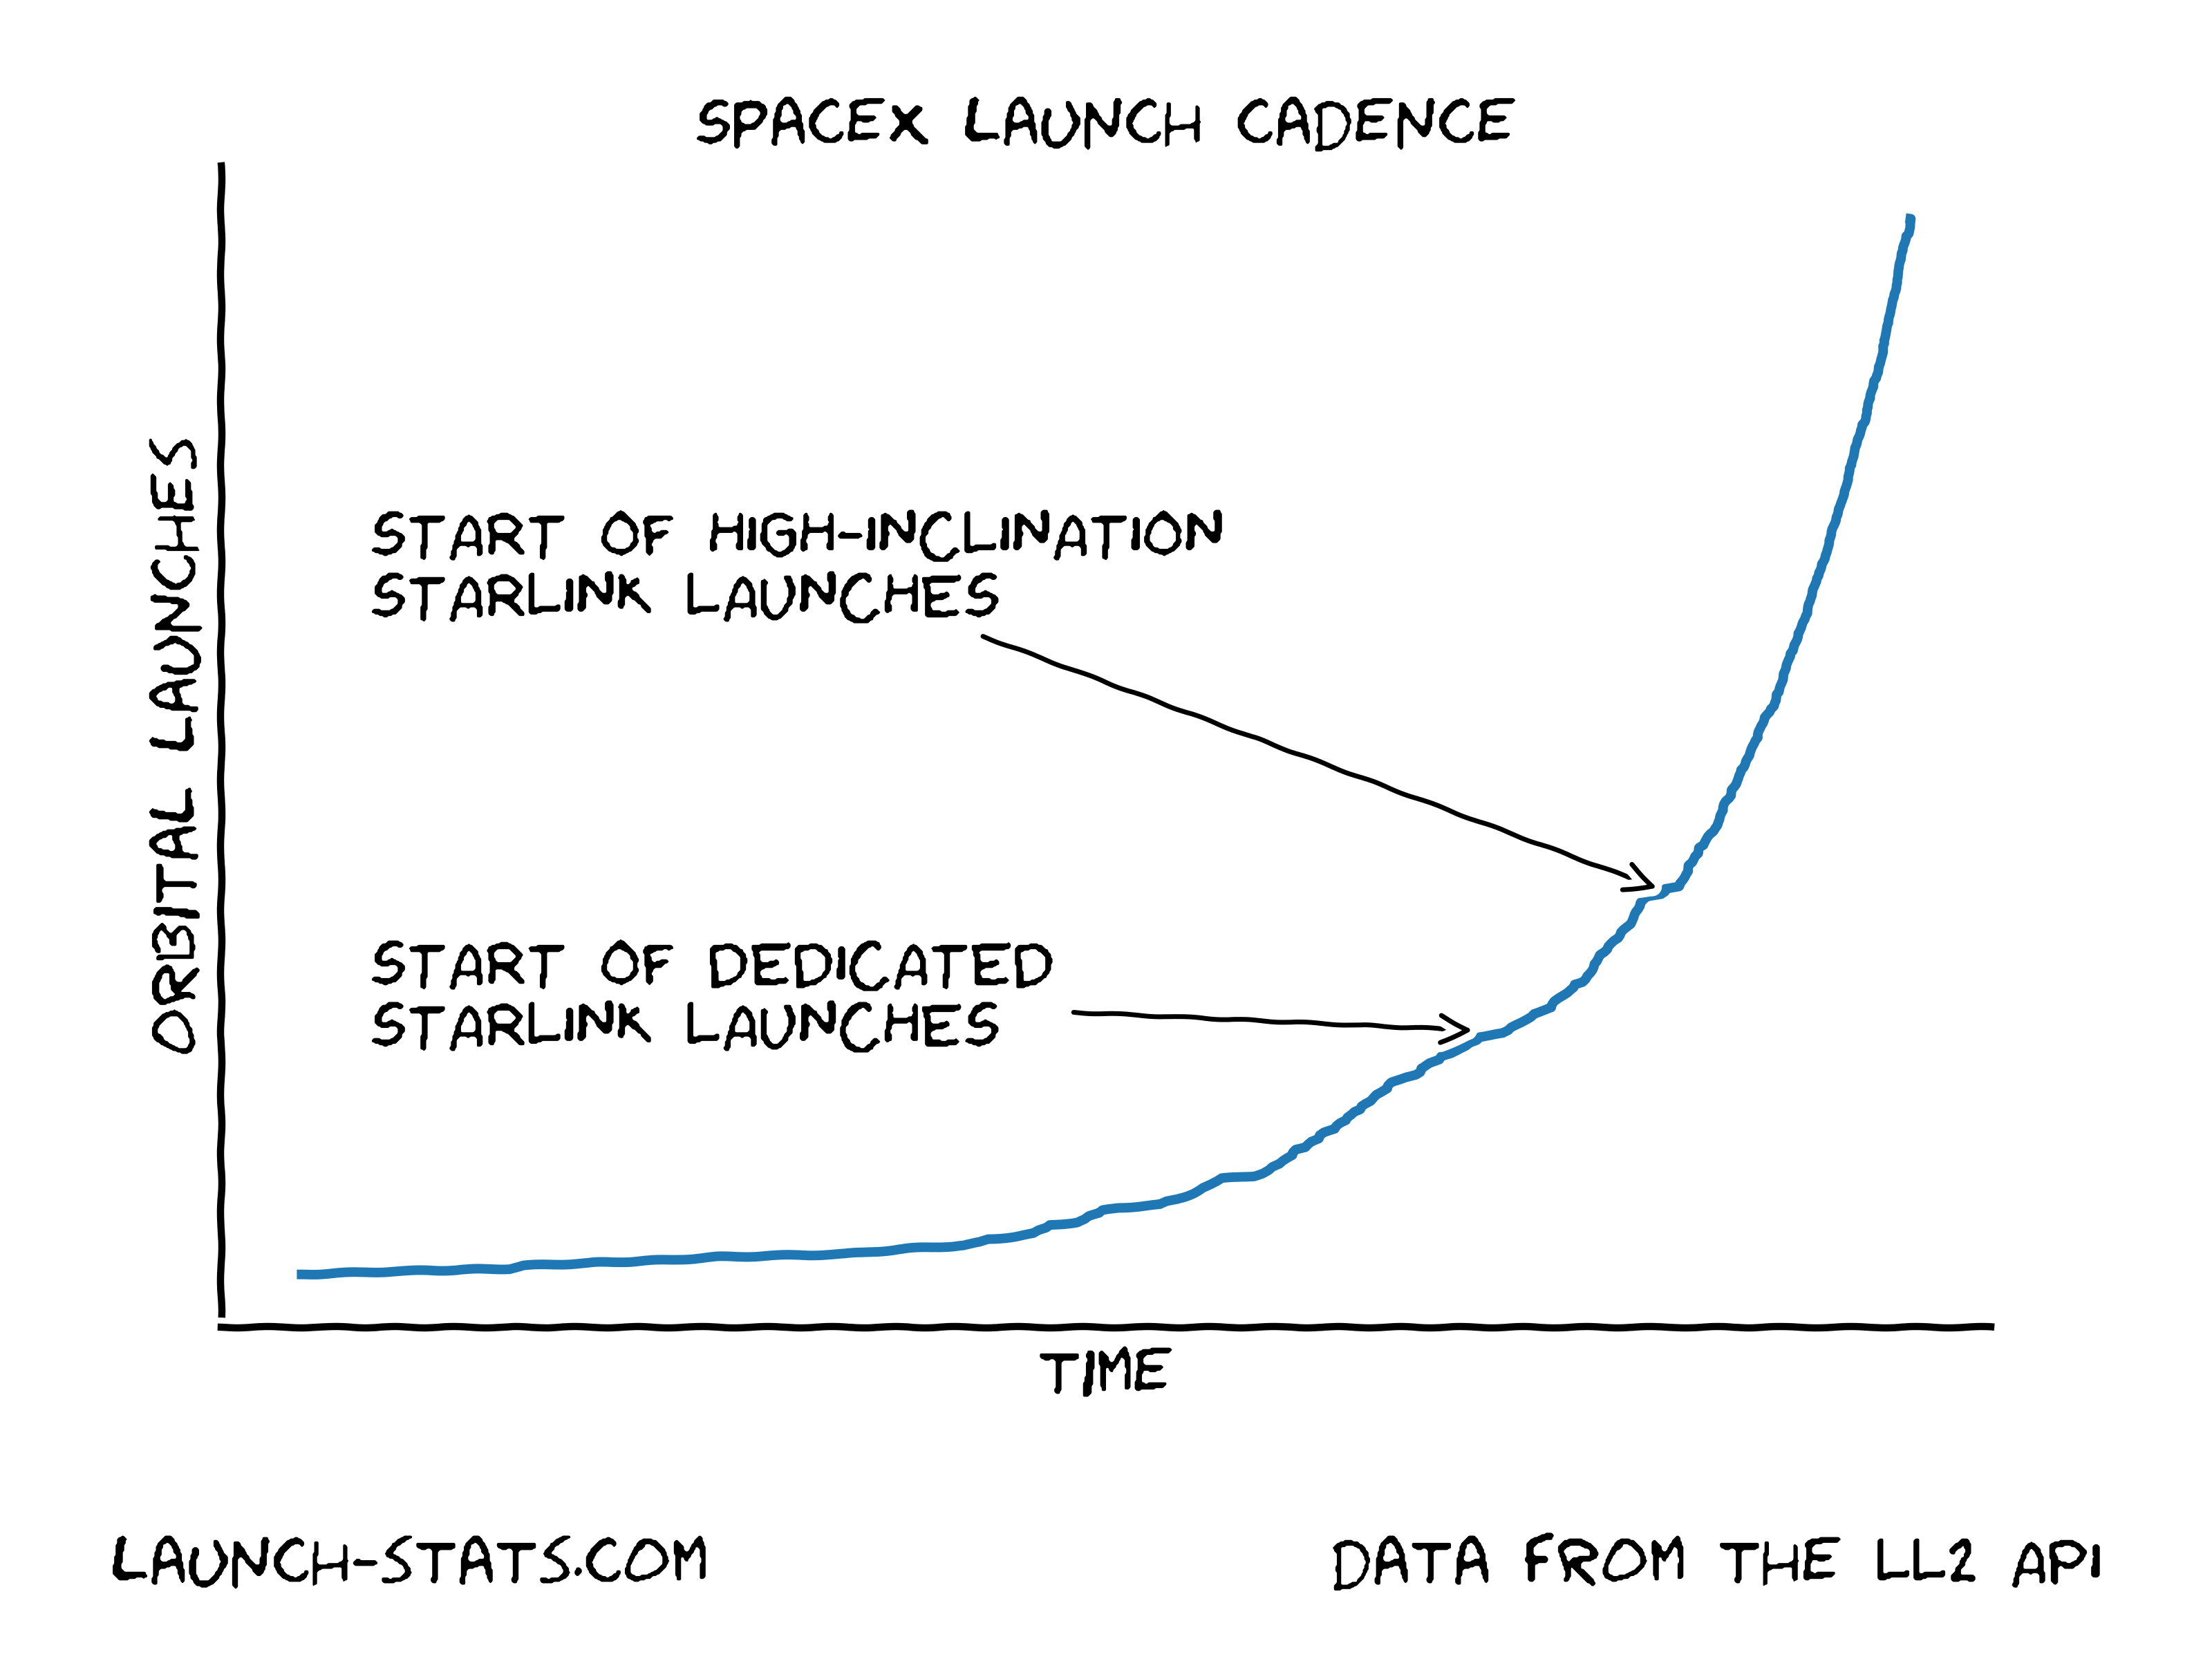 SPACEX LAUNCH CADENCE
ORBITAL LAUNCHES
START OF HIGH-INCLINATION
STARLINK LAUNCHES
START OF DEDICATED
STARLINK LAUNCHES
TIME
LAUNCH-STATS.COM
DATA FROM THE LL2 API